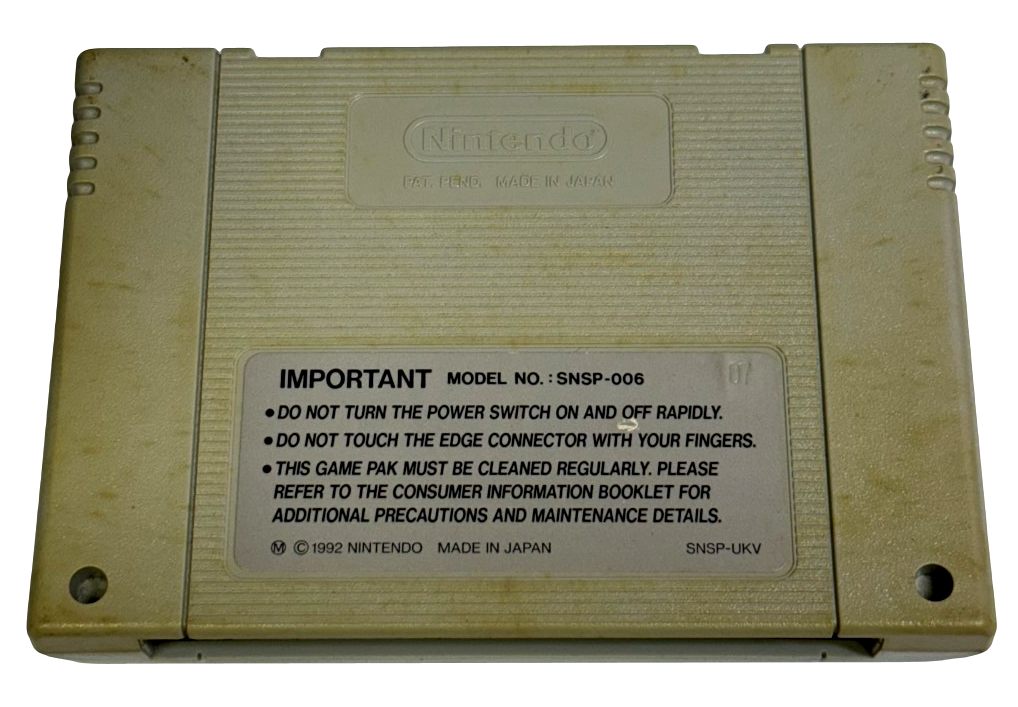 Nintendo®
PAT. PEND. MADE IN JAPAN
IMPORTANT MODEL NO.: SNSP-006
07
•DO NOT TURN THE POWER SWITCH ON AND OFF RAPIDLY.
•DO NOT TOUCH THE EDGE CONNECTOR WITH YOUR FINGERS.
•THIS GAME PAK MUST BE CLEANED REGULARLY. PLEASE
REFER TO THE CONSUMER INFORMATION BOOKLET FOR
ADDITIONAL PRECAUTIONS AND MAINTENANCE DETAILS.
Ⓜ ©1992 NINTENDO MADE IN JAPAN SNSP-UKV